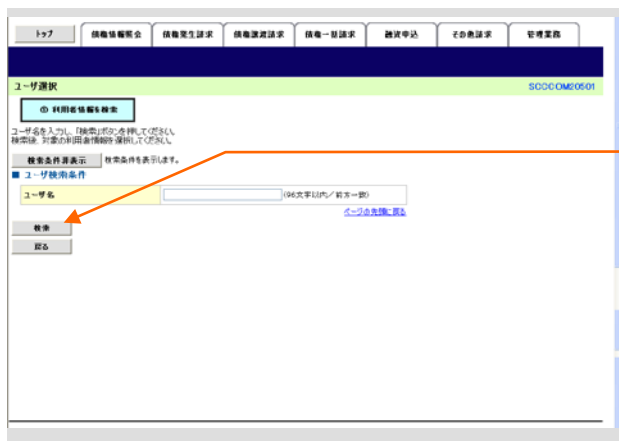 トップ 債権情報照会 債権発生請求 債権譲渡請求 債権一括請求 融資申込 その他請求 管理業務
ユーザ選択 SCCCOM20501
① 利用者情報を検索
ユーザ名を入力し、「検索」ボタンを押してください。
検索後、対象の利用者情報を選択してください。
検索条件非表示 検索条件を表示します。
■ ユーザ検索条件
ユーザ名 (96文字以内/前方一致)
ページの先頭に戻る
検索
戻る